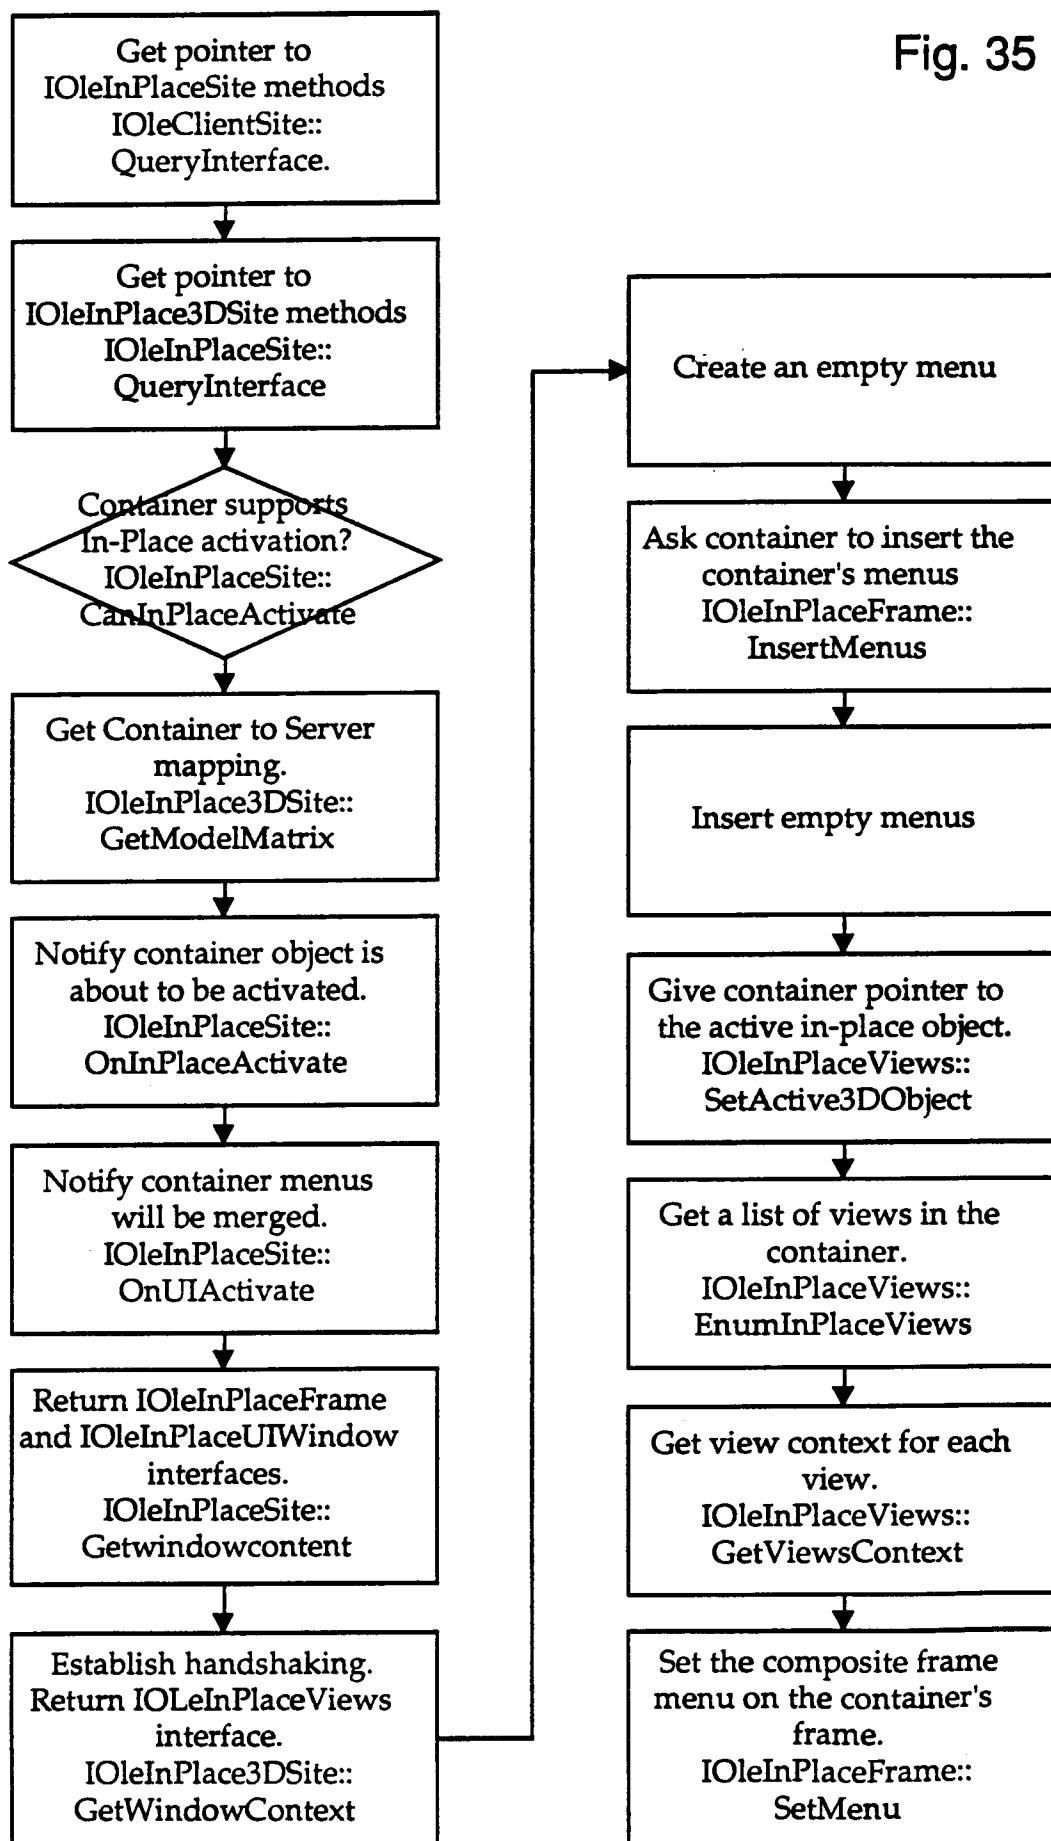 Fig. 35
Get pointer to
IOleInPlaceSite methods
IOleClientSite::
QueryInterface.
Get pointer to
IOleInPlace3DSite methods
IOleInPlaceSite::
QueryInterface
Container supports
In-Place activation?
IOleInPlaceSite::
CanInPlaceActivate
Get Container to Server
mapping.
IOleInPlace3DSite::
GetModelMatrix
Notify container object is
about to be activated.
IOleInPlaceSite::
OnInPlaceActivate
Notify container menus
will be merged.
IOleInPlaceSite::
OnUIActivate
Return IOleInPlaceFrame
and IOleInPlaceUIWindow
interfaces.
IOleInPlaceSite::
Getwindowcontent
Establish handshaking.
Return IOLeInPlaceViews
interface.
IOleInPlace3DSite::
GetWindowContext
Create an empty menu
Ask container to insert the
container's menus
IOleInPlaceFrame::
InsertMenus
Insert empty menus
Give container pointer to
the active in-place object.
IOleInPlaceViews::
SetActive3DObject
Get a list of views in the
container.
IOleInPlaceViews::
EnumInPlaceViews
Get view context for each
view.
IOleInPlaceViews::
GetViewsContext
Set the composite frame
menu on the container's
frame.
IOleInPlaceFrame::
SetMenu